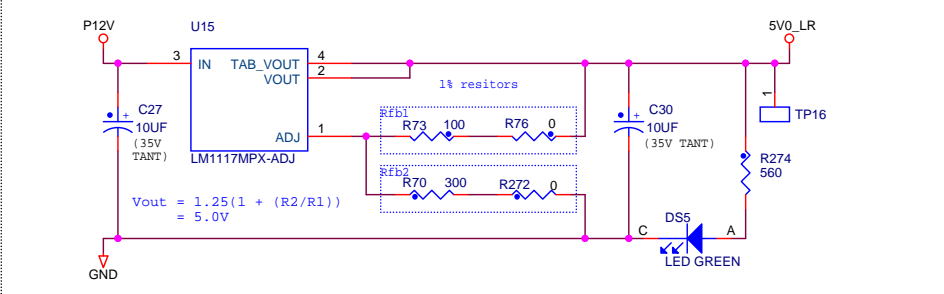 P12V
U15
5V0_LR
3
IN
TAB_VOUT
4
VOUT
2
1% resitors
1
C27
10UF
(35V
TANT)
Rfb1
R73
100
R76
0
C30
10UF
(35V TANT)
TP16
ADJ
1
LM1117MPX-ADJ
R274
560
Rfb2
R70
300
R272
0
Vout = 1.25(1 + (R2/R1))
= 5.0V
DS5
C
A
LED GREEN
GND